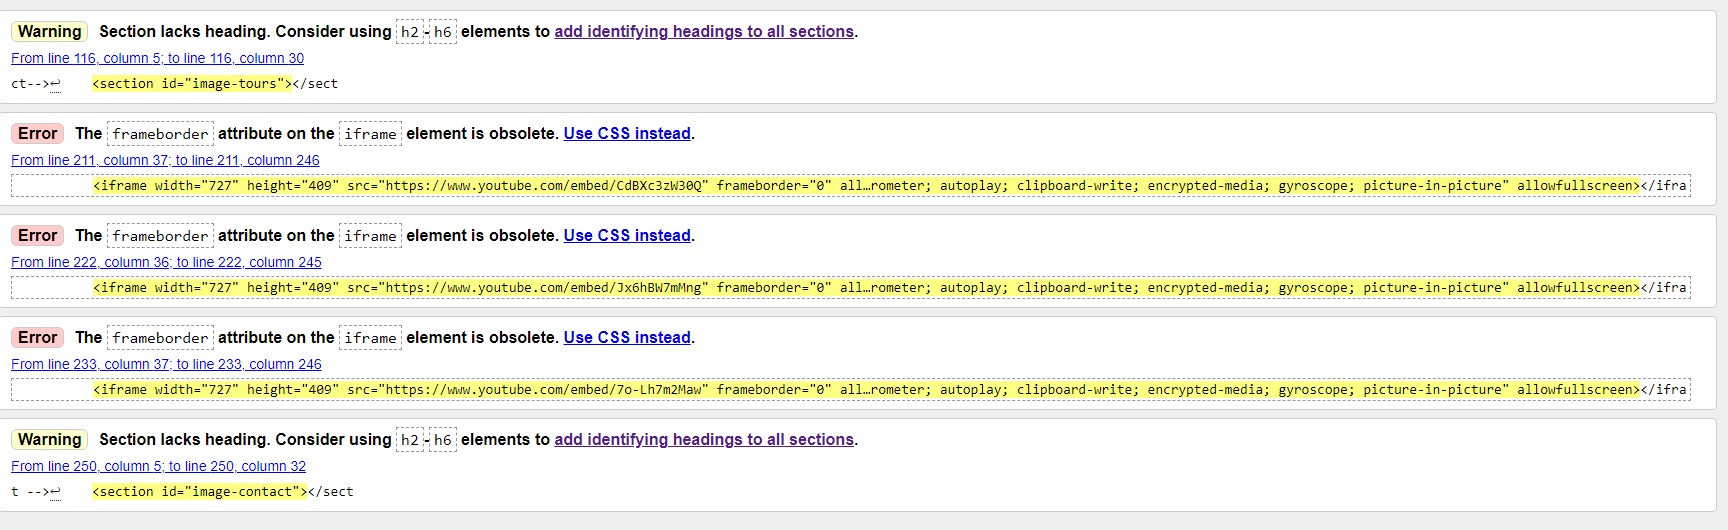 Warning Section lacks heading. Consider using h2-h6 elements to add identifying headings to all sections.
From line 116, column 5; to line 116, column 30
ct-->↩ <section id="image-tours"></sect
Error The frameborder attribute on the iframe element is obsolete. Use CSS instead.
From line 211, column 37; to line 211, column 246
<iframe width="727" height="409" src="https://www.youtube.com/embed/CdBXc3zW30Q" frameborder="0" all…rometer; autoplay; clipboard-write; encrypted-media; gyroscope; picture-in-picture" allowfullscreen></ifra
Error The frameborder attribute on the iframe element is obsolete. Use CSS instead.
From line 222, column 36; to line 222, column 245
<iframe width="727" height="409" src="https://www.youtube.com/embed/Jx6hBW7mMng" frameborder="0" all…rometer; autoplay; clipboard-write; encrypted-media; gyroscope; picture-in-picture" allowfullscreen></ifra
Error The frameborder attribute on the iframe element is obsolete. Use CSS instead.
From line 233, column 37; to line 233, column 246
<iframe width="727" height="409" src="https://www.youtube.com/embed/7o-Lh7m2Maw" frameborder="0" all…rometer; autoplay; clipboard-write; encrypted-media; gyroscope; picture-in-picture" allowfullscreen></ifra
Warning Section lacks heading. Consider using h2-h6 elements to add identifying headings to all sections.
From line 250, column 5; to line 250, column 32
t -->↩ <section id="image-contact"></sect